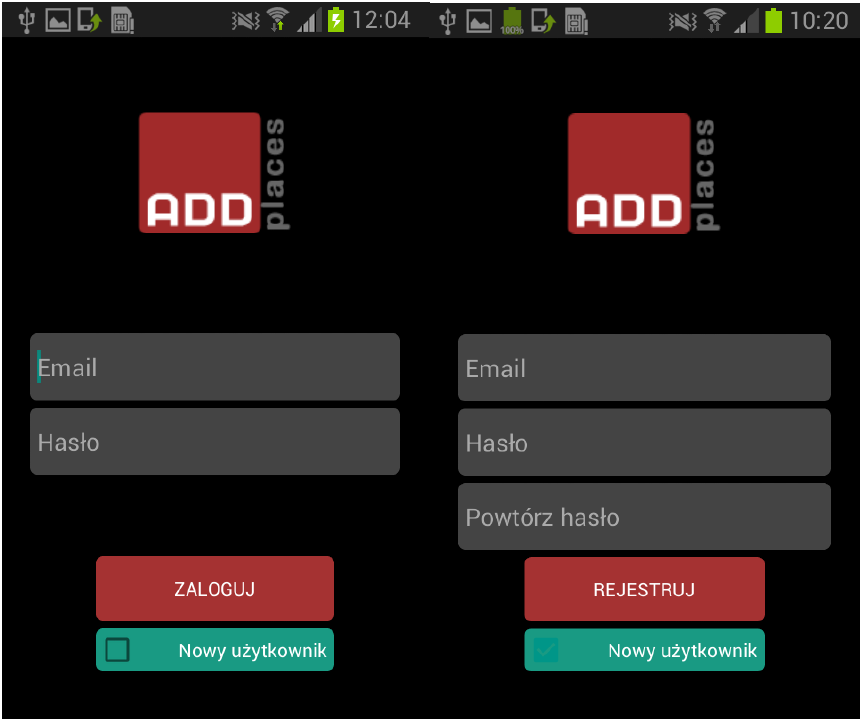 12:04
ADD
places
Email
Hasło
ZALOGUJ
Nowy użytkownik
100%
10:20
ADD
places
Email
Hasło
Powtórz hasło
REJESTRUJ
Nowy użytkownik